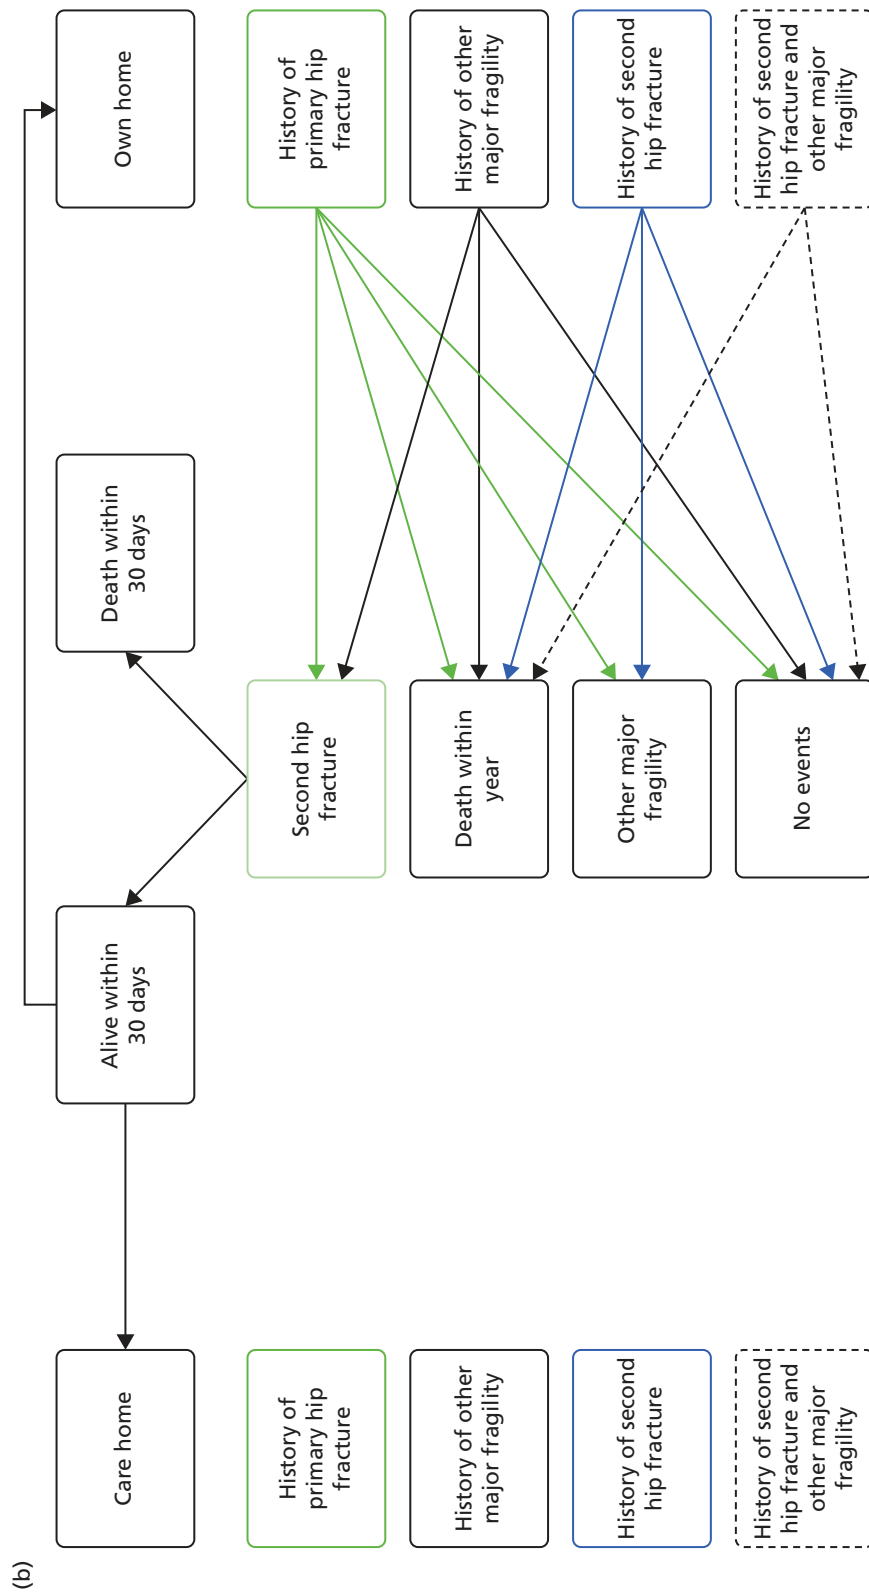 (b)
Care home
Alive within
30 days
Death within
30 days
Own home
History of
primary hip
fracture
Second hip
fracture
History of
primary hip
fracture
History of other
major fragility
Death within
year
History of other
major fragility
History of second
hip fracture
Other major
fragility
History of second
hip fracture
History of second
hip fracture and
other major
fragility
No events
History of second
hip fracture and
other major
fragility